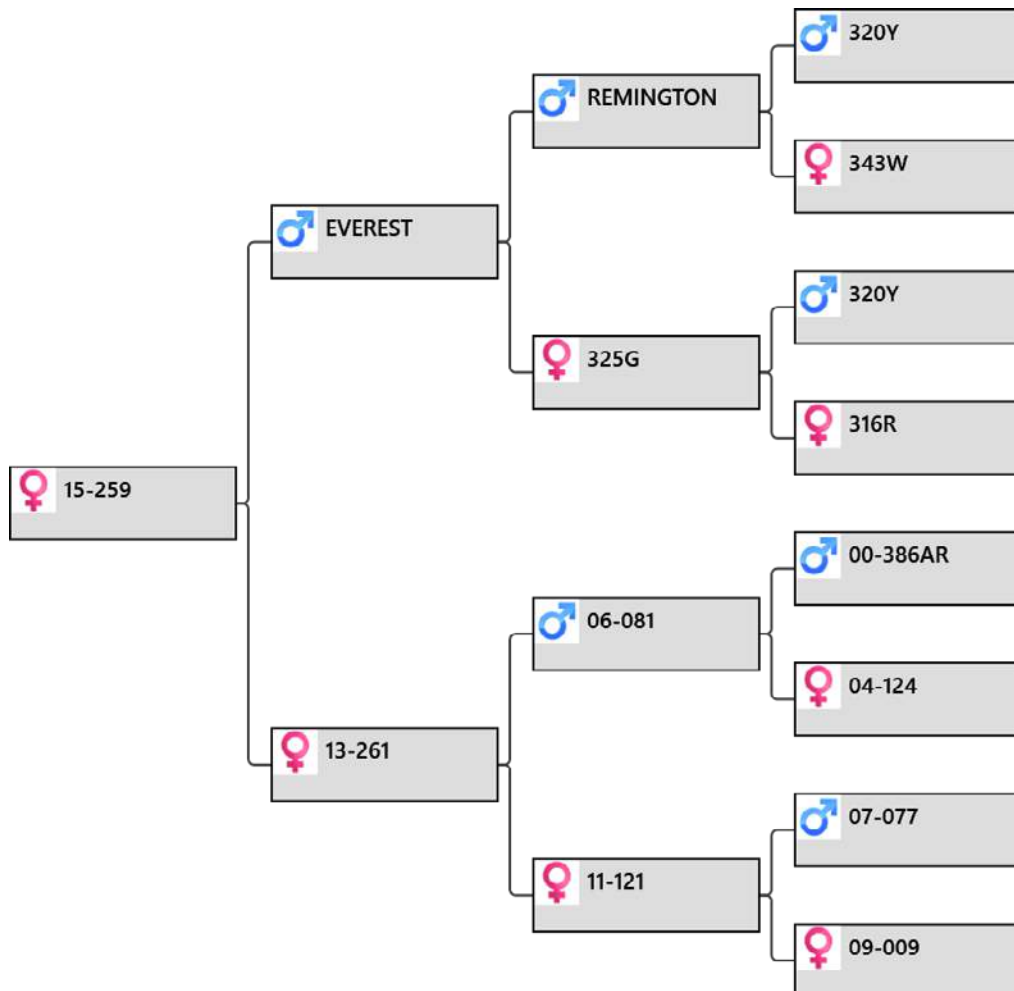 320Y
REMINGTON
343W
EVEREST
320Y
325G
316R
15-259
00-386AR
06-081
04-124
13-261
07-077
11-121
09-009